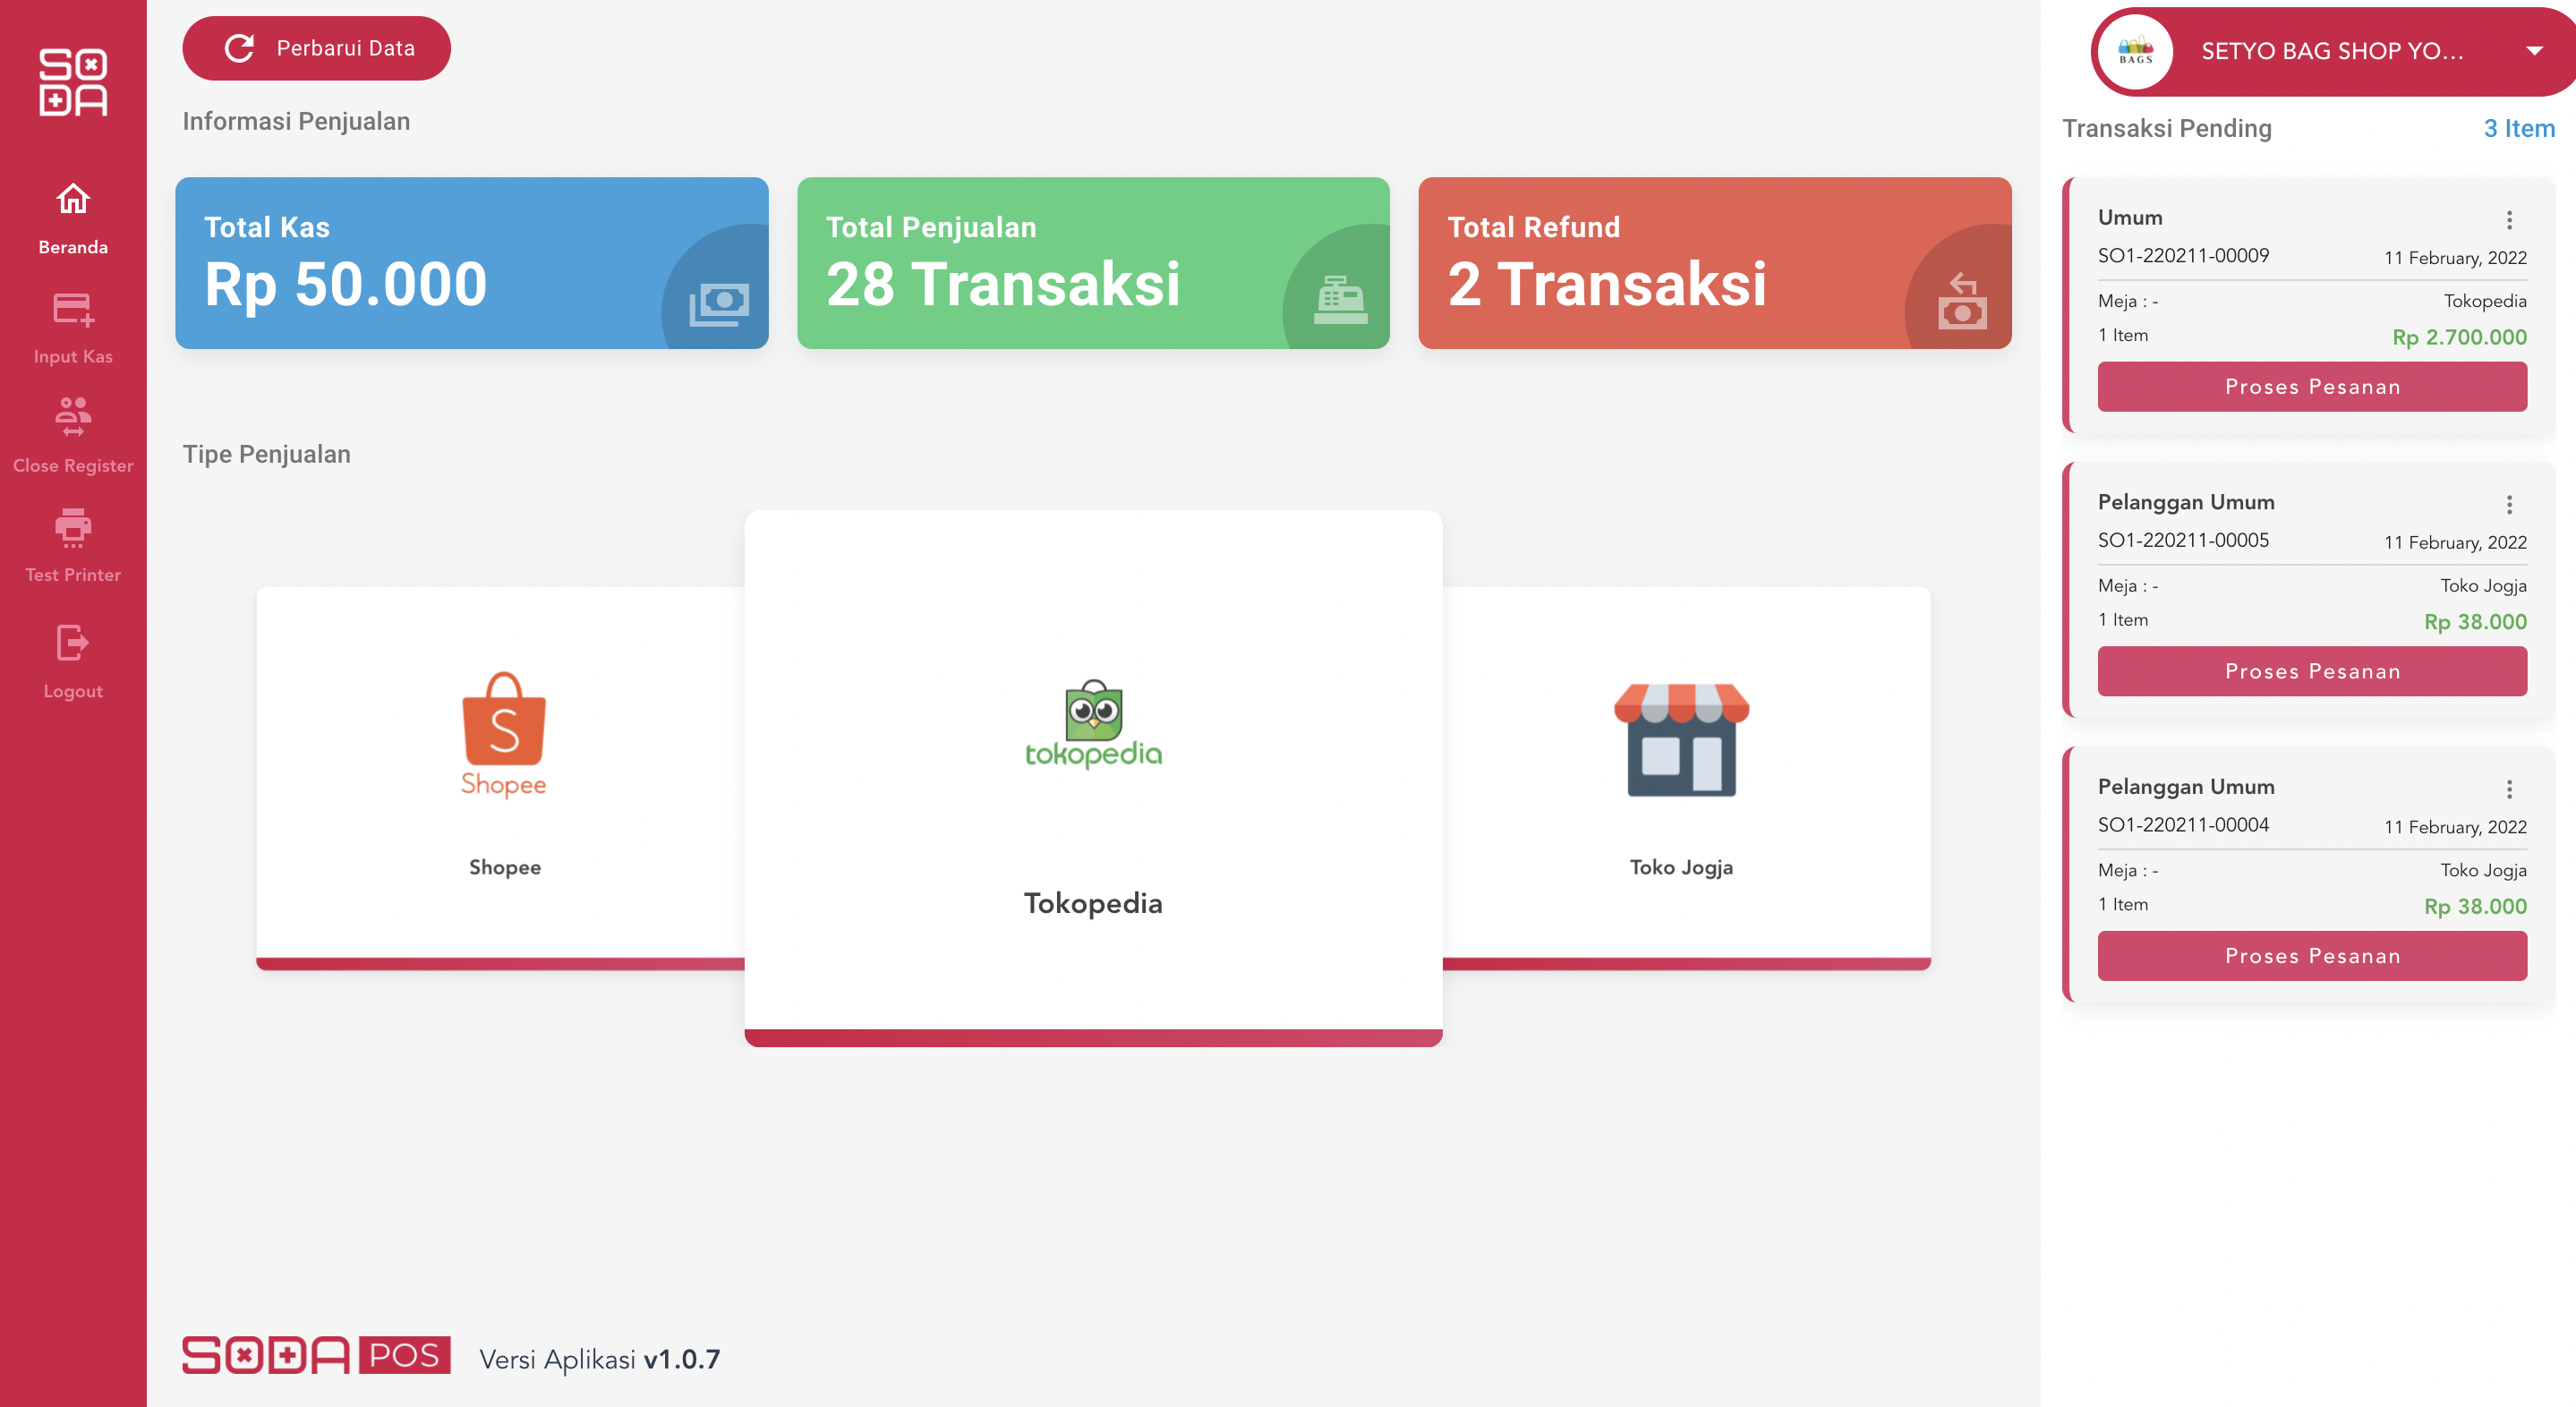 SODA
Beranda
Input Kas
Close Register
Test Printer
Logout
Perbarui Data
Informasi Penjualan
Total Kas
Rp 50.000
Total Penjualan
28 Transaksi
Total Refund
2 Transaksi
Tipe Penjualan
S
Shopee
Shopee
tokopedia
Tokopedia
Toko Jogja
SODA POS Versi Aplikasi v1.0.7
BAGS
SETYO BAG SHOP YO...
Transaksi Pending 3 Item
Umum
SO1-220211-00009 11 February, 2022
Meja : - Tokopedia
1 Item Rp 2.700.000
Proses Pesanan
Pelanggan Umum
SO1-220211-00005 11 February, 2022
Meja : - Toko Jogja
1 Item Rp 38.000
Proses Pesanan
Pelanggan Umum
SO1-220211-00004 11 February, 2022
Meja : - Toko Jogja
1 Item Rp 38.000
Proses Pesanan